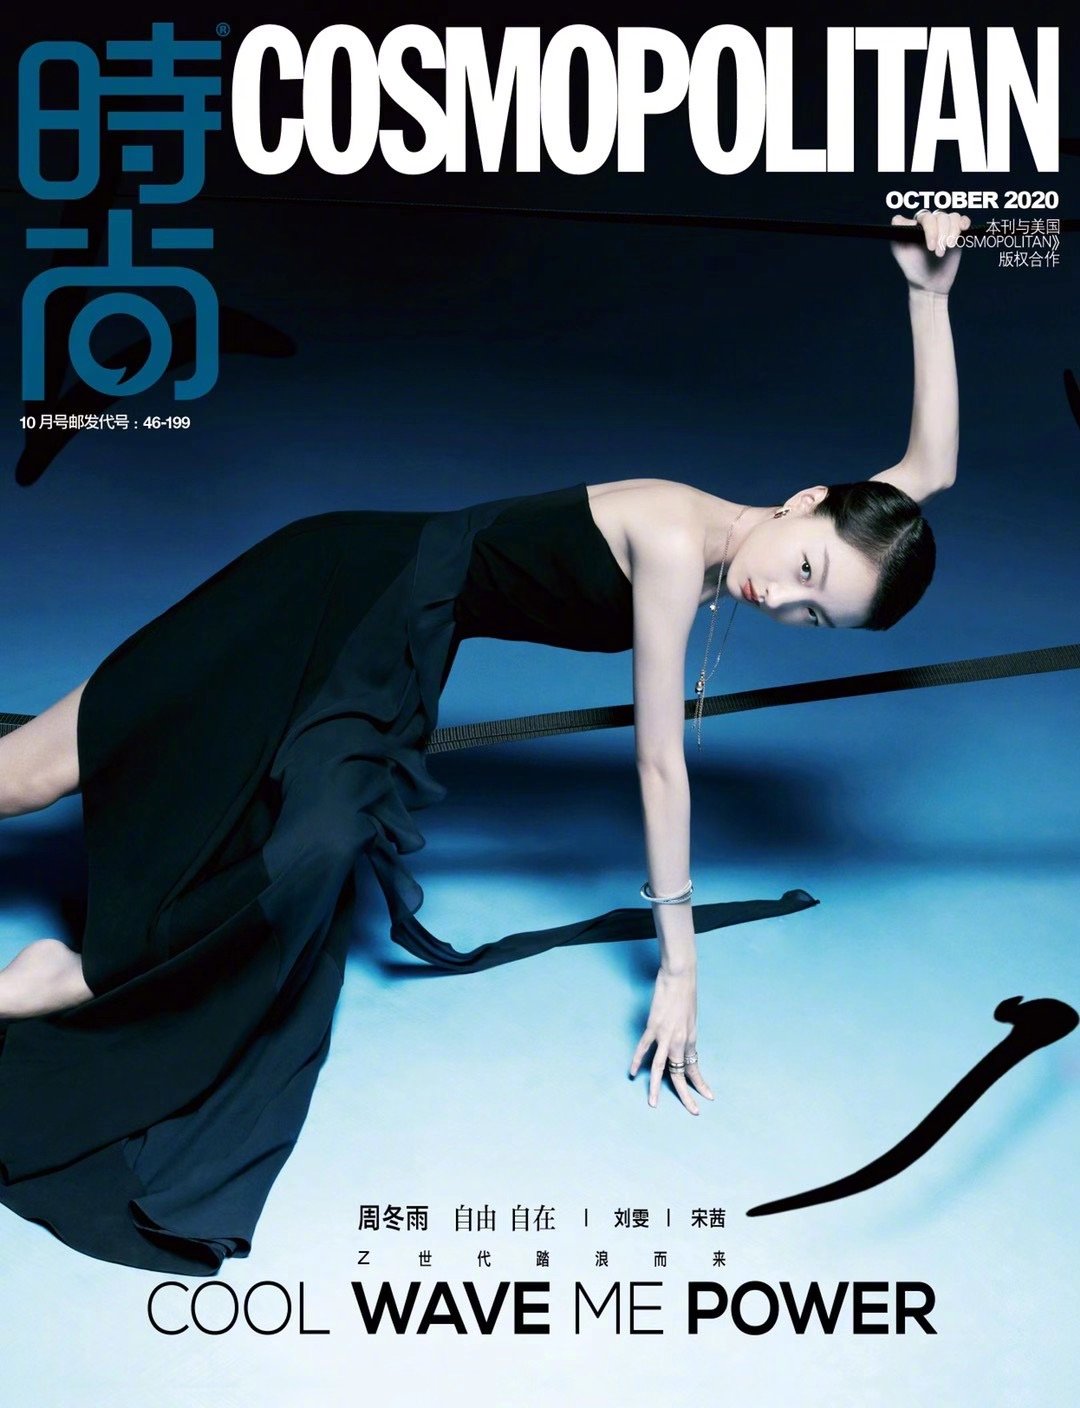 時尚®
COSMOPOLITAN
OCTOBER 2020
本刊与美国
《COSMOPOLITAN》
版权合作
10月号邮发代号：46-199
周冬雨 自由 自在 | 刘雯 | 宋茜
Z世代踏浪而来
COOL WAVE ME POWER